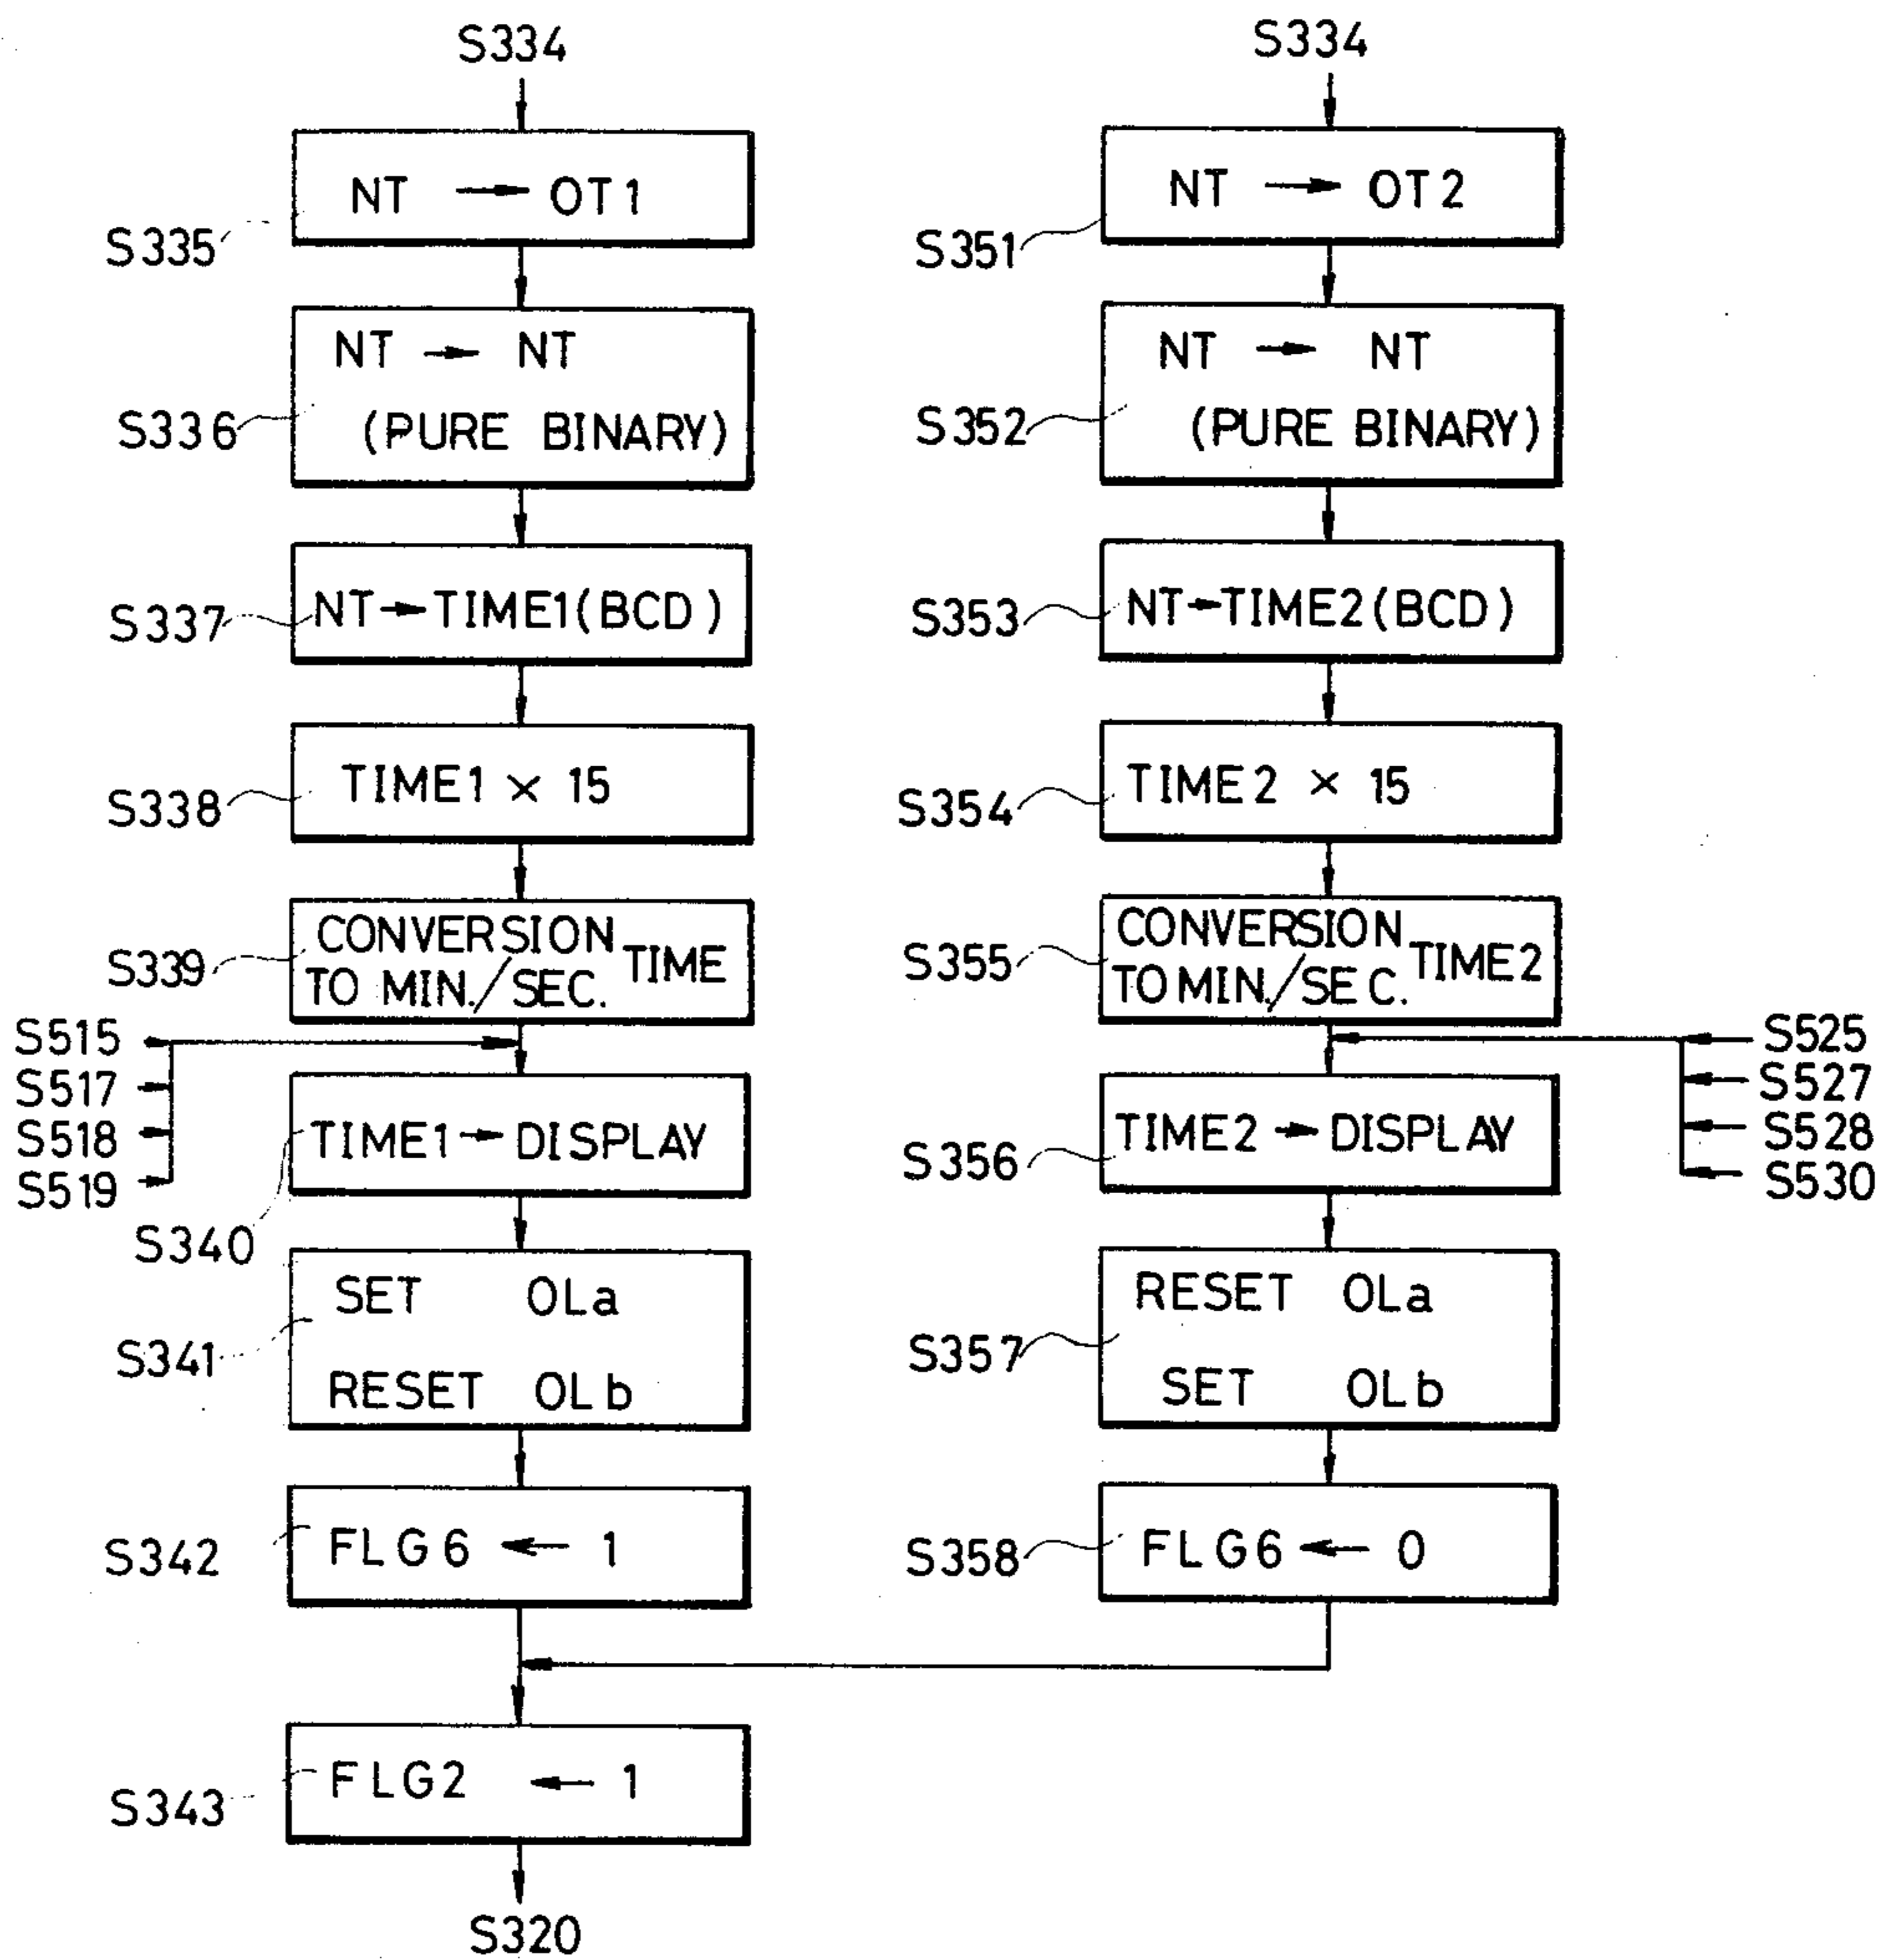 S334
NT → OT1
S335
NT → NT
(PURE BINARY)
S336
NT → TIME1(BCD)
S337
TIME1 × 15
S338
CONVERSION
TO MIN./SEC. TIME
S339
S515
S517
S518
S519
TIME1 → DISPLAY
S340
SET OLa
RESET OLb
S341
FLG6 ← 1
S342
FLG2 ← 1
S343
S320
S334
NT → OT2
S351
NT → NT
(PURE BINARY)
S352
NT → TIME2(BCD)
S353
TIME2 × 15
S354
CONVERSION
TO MIN./SEC. TIME2
S355
S525
S527
S528
S530
TIME2 → DISPLAY
S356
RESET OLa
SET OLb
S357
FLG6 ← 0
S358